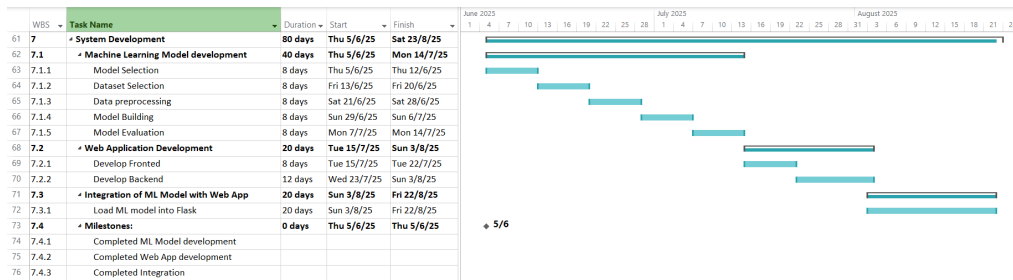 June 2025 July 2025 August 2025
WBS Task Name Duration Start Finish 1 4 7 10 13 16 19 22 25 28 1 4 7 10 13 16 19 22 25 28 31 3 6 9 12 15 18 21 24
61 7 System Development 80 days Thu 5/6/25 Sat 23/8/25
62 7.1 Machine Learning Model development 40 days Thu 5/6/25 Mon 14/7/25
63 7.1.1 Model Selection 8 days Thu 5/6/25 Thu 12/6/25
64 7.1.2 Dataset Selection 8 days Fri 13/6/25 Fri 20/6/25
65 7.1.3 Data preprocessing 8 days Sat 21/6/25 Sat 28/6/25
66 7.1.4 Model Building 8 days Sun 29/6/25 Sun 6/7/25
67 7.1.5 Model Evaluation 8 days Mon 7/7/25 Mon 14/7/25
68 7.2 Web Application Development 20 days Tue 15/7/25 Sun 3/8/25
69 7.2.1 Develop Fronted 8 days Tue 15/7/25 Tue 22/7/25
70 7.2.2 Develop Backend 12 days Wed 23/7/25 Sun 3/8/25
71 7.3 Integration of ML Model with Web App 20 days Sun 3/8/25 Fri 22/8/25
72 7.3.1 Load ML model into Flask 20 days Sun 3/8/25 Fri 22/8/25
73 7.4 Milestones: 0 days Thu 5/6/25 Thu 5/6/25 5/6
74 7.4.1 Completed ML Model development
75 7.4.2 Completed Web App development
76 7.4.3 Completed Integration